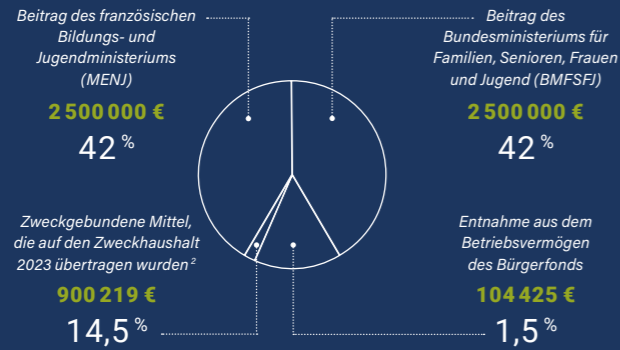 Beitrag des französischen
Bildungs- und
Jugendministeriums
(MENJ)
2 500 000 €
42 %
Beitrag des
Bundesministeriums für
Familien, Senioren, Frauen
und Jugend (BMFSFJ)
2 500 000 €
42 %
Zweckgebundene Mittel,
die auf den Zweckhaushalt
2023 übertragen wurden ²
900 219 €
14,5 %
Entnahme aus dem
Betriebsvermögen
des Bürgerfonds
104 425 €
1,5 %